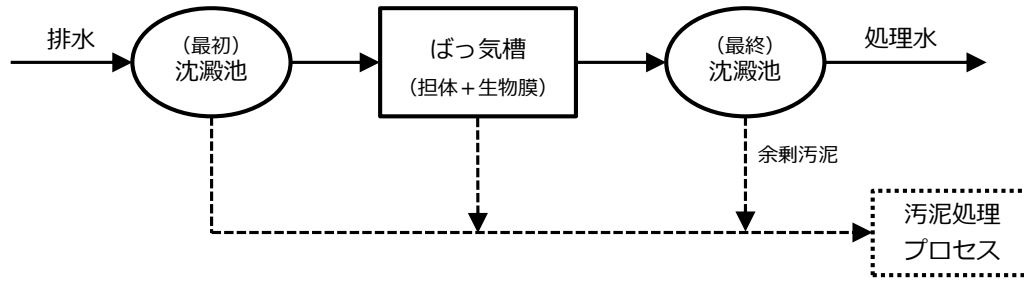 排水
（最初）
沈澱池
ばっ気槽
（担体＋生物膜）
（最終）
沈澱池
処理水
余剰汚泥
汚泥処理
プロセス